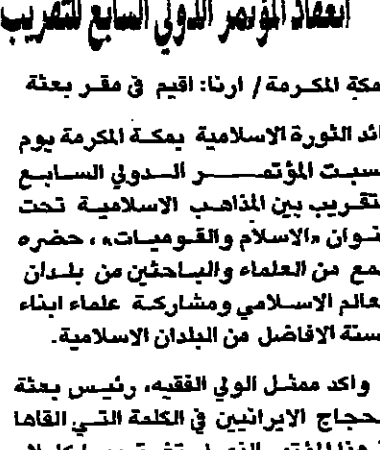 انعقاد المؤتمر الدولي السابع للتقريب
مكة المكرمة / ارنا: اقيم في مقر بعثة
ائد الثورة الاسلامية بمكة المكرمة يوم
سبت المؤتمر الدولي السابع
تقريب بين المذاهب الاسلامية تحت
نوان «الاسلام والقوميات»، حضره
مع من العلماء والباحثين من بلدان
عالم الاسلامي ومشاركة علماء ابناء
سنة الافاضل من البلدان الاسلامية.
واكد ممثل الولي الفقيه، رئيس بعثة
حجاج الايرانيين في الكلمة التي القاها